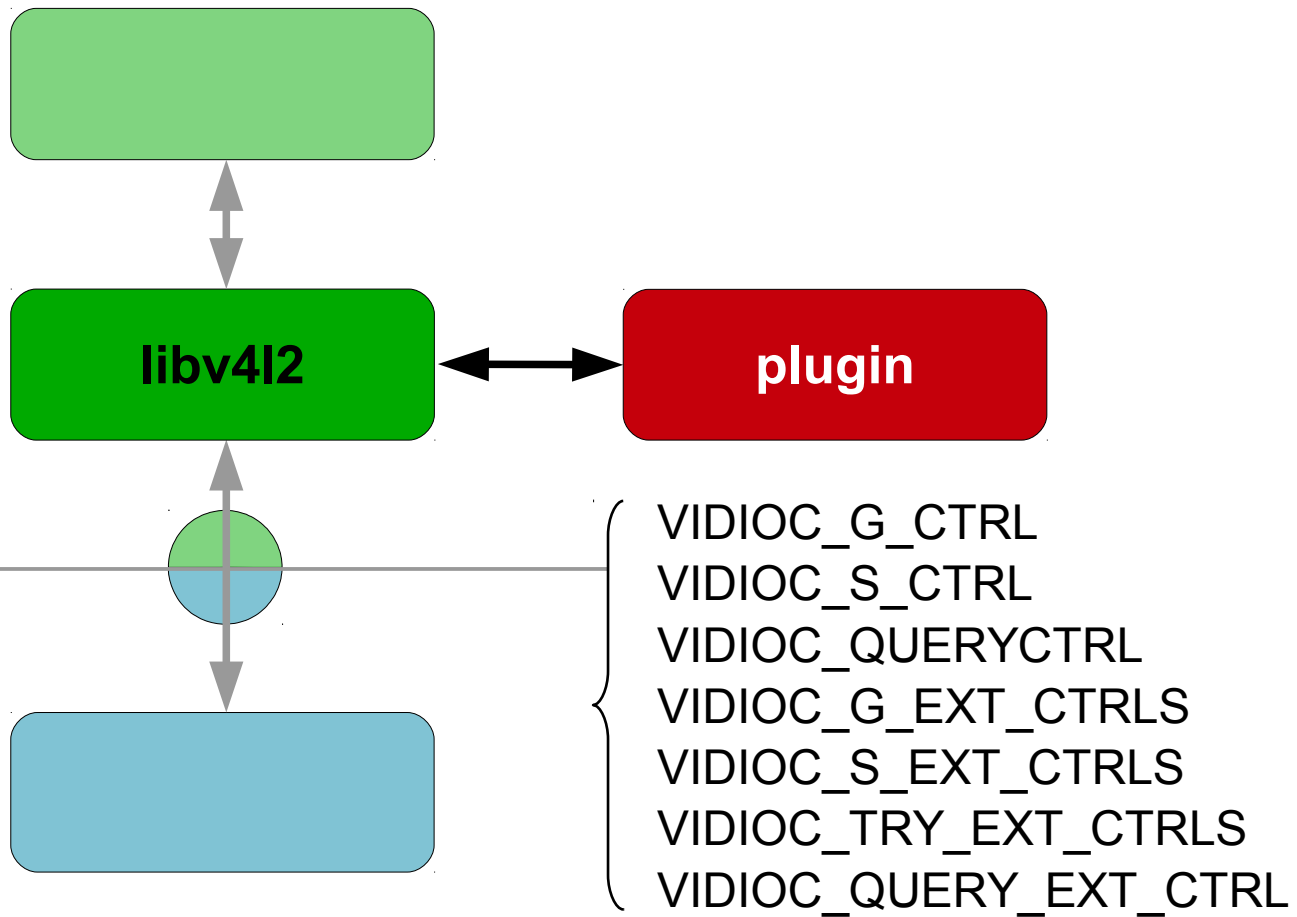 libv4l2
plugin
VIDIOC_G_CTRL
VIDIOC_S_CTRL
VIDIOC_QUERYCTRL
VIDIOC_G_EXT_CTRLS
VIDIOC_S_EXT_CTRLS
VIDIOC_TRY_EXT_CTRLS
VIDIOC_QUERY_EXT_CTRL